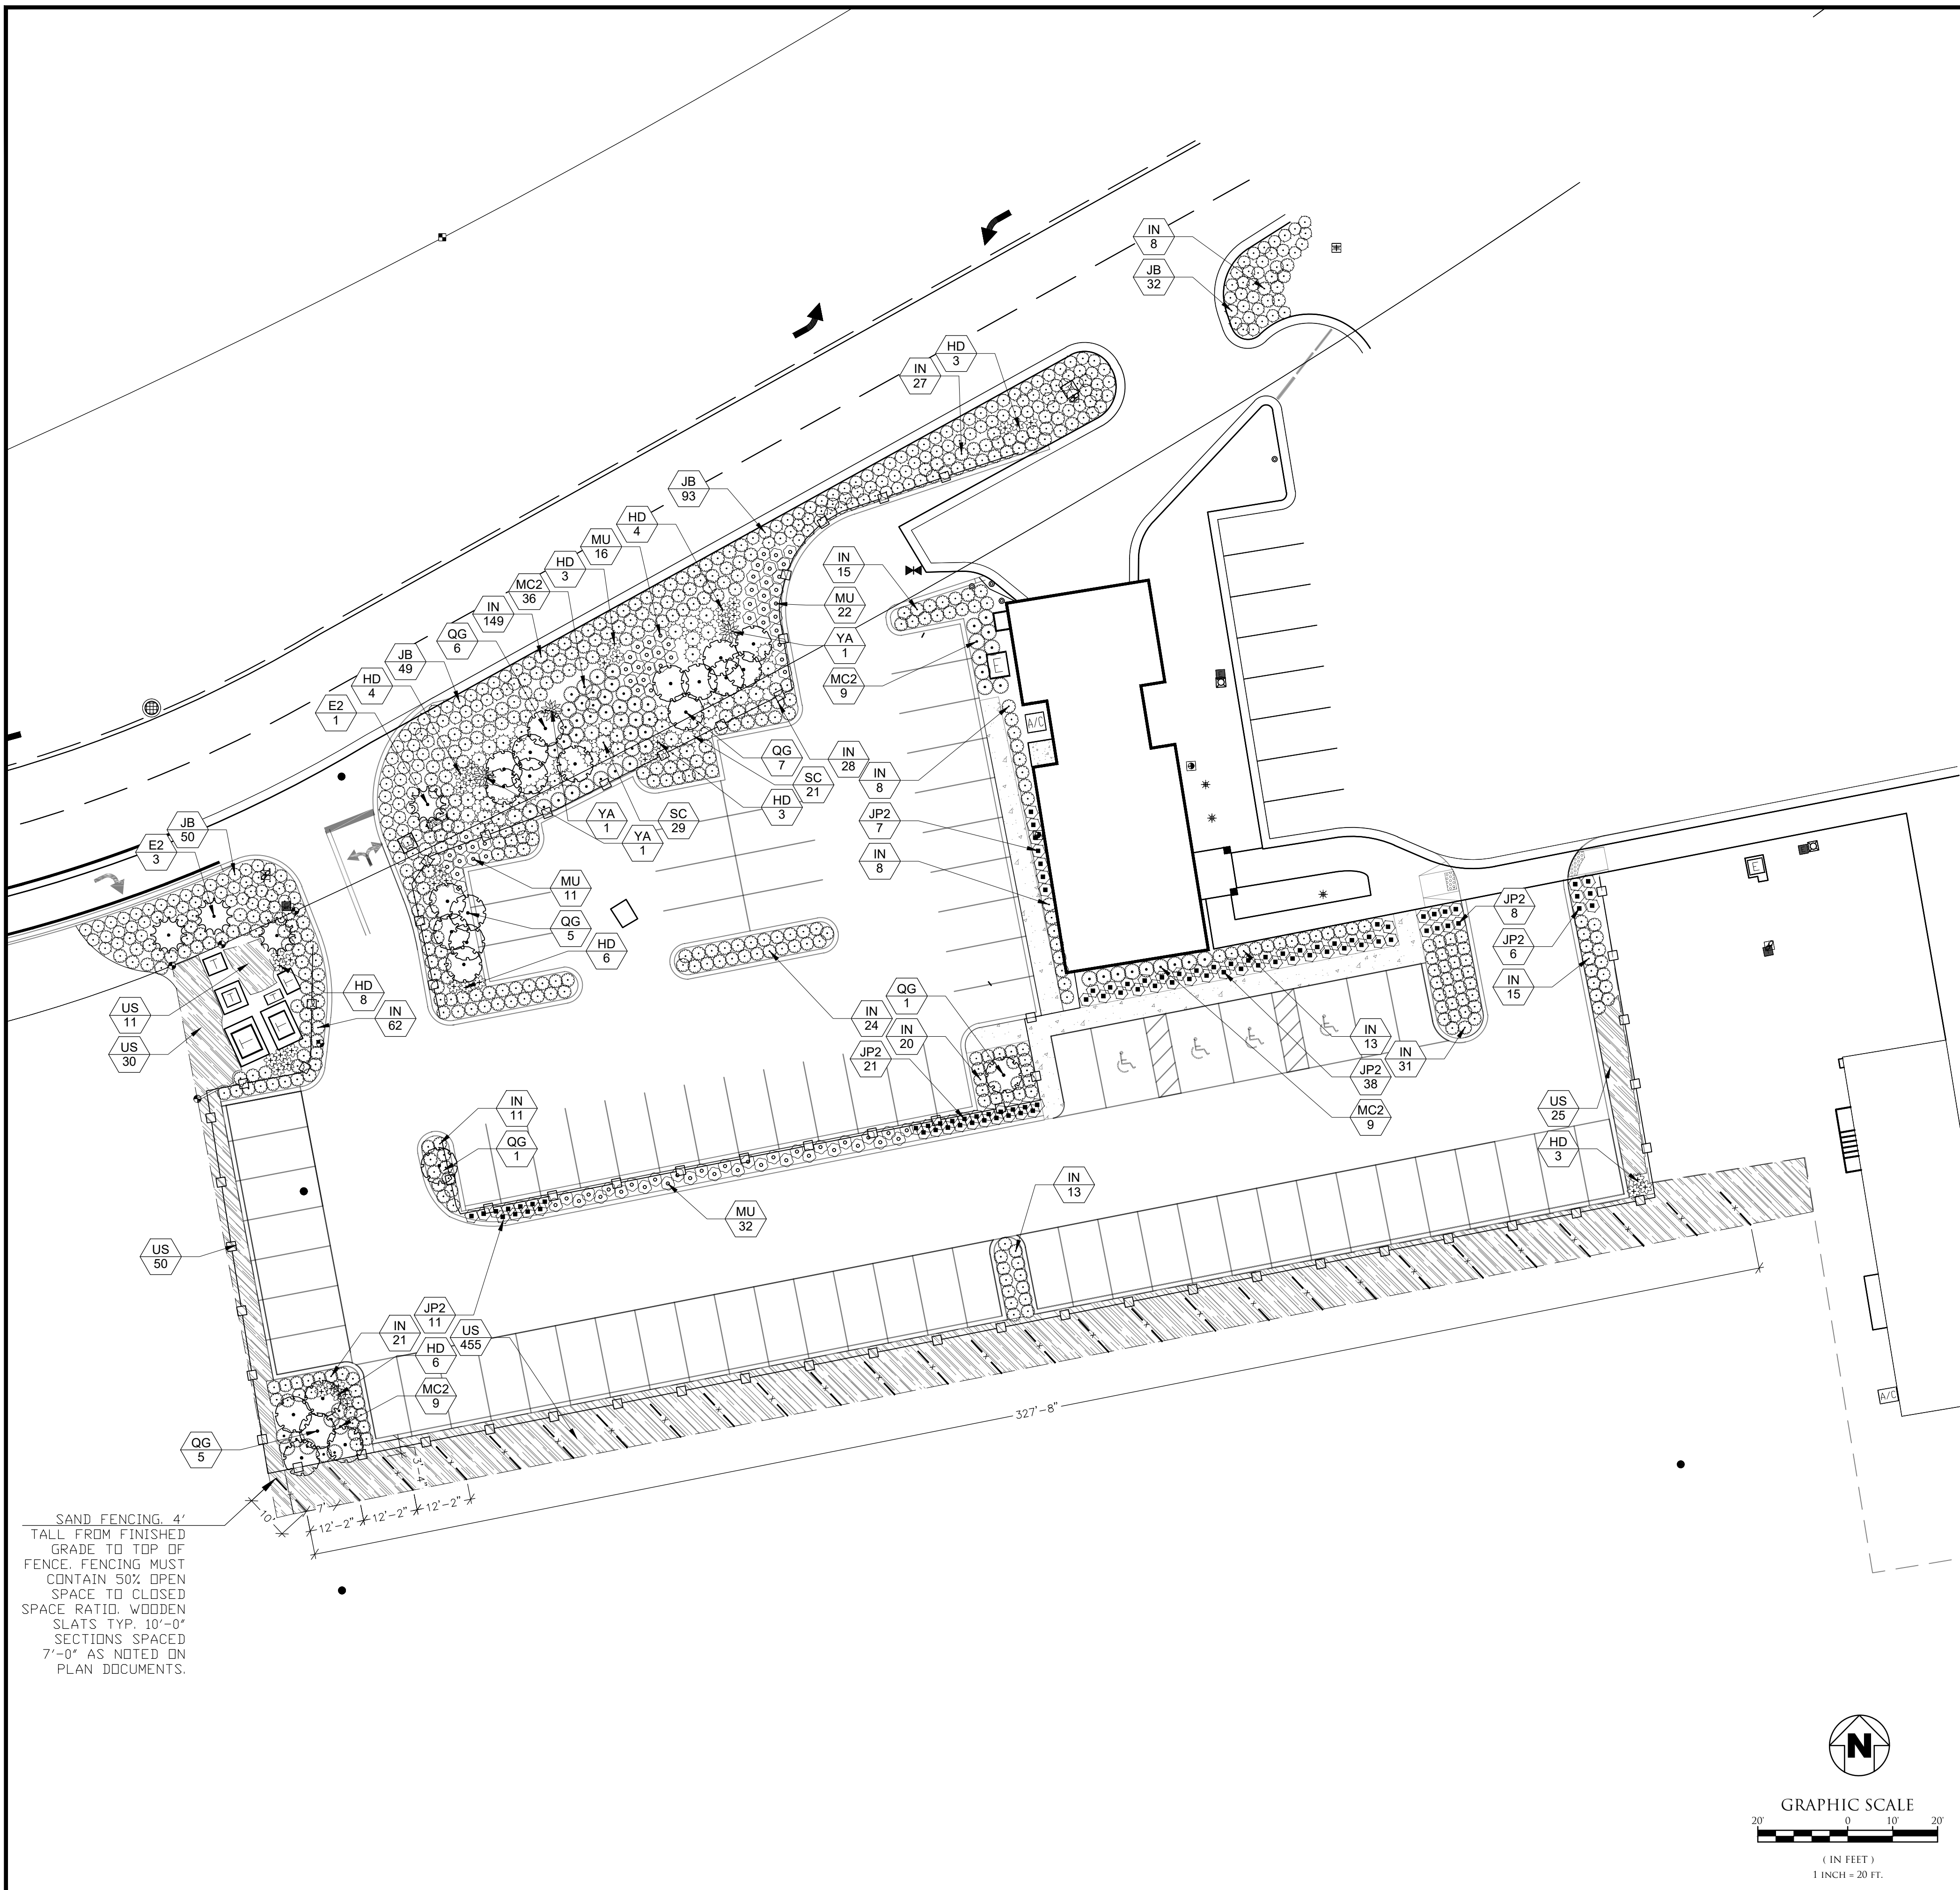 IN
8
JB
32
HD
3
IN
27
JB
93
HD
4
MU
16
HD
3
MC2
36
IN
149
QG
6
JB
49
HD
4
E2
1
IN
15
MU
22
YA
1
MC2
9
E
A/C
QG
7
IN
28
IN
8
SC
21
HD
3
SC
29
YA
1
YA
1
JP2
7
IN
8
JB
50
E2
3
MU
11
QG
5
HD
6
E
JP2
8
JP2
6
IN
15
T
T
T
T
T
T
US
11
US
30
HD
8
IN
62
QG
1
IN
24
IN
20
JP2
21
IN
13
IN
31
JP2
38
MC2
9
US
25
HD
3
IN
11
QG
1
IN
13
MU
32
US
50
JP2
11
IN
21
US
455
HD
6
MC2
9
QG
5
A/C
327'-8"
3'-4"
10'
7'
12'-2"
12'-2"
12'-2"
SAND FENCING. 4'
TALL FROM FINISHED
GRADE TO TOP OF
FENCE. FENCING MUST
CONTAIN 50% OPEN
SPACE TO CLOSED
SPACE RATIO. WOODEN
SLATS TYP. 10'-0"
SECTIONS SPACED
7'-0" AS NOTED ON
PLAN DOCUMENTS.
N
GRAPHIC SCALE
20' 0 10' 20'
( IN FEET )
1 INCH = 20 FT.